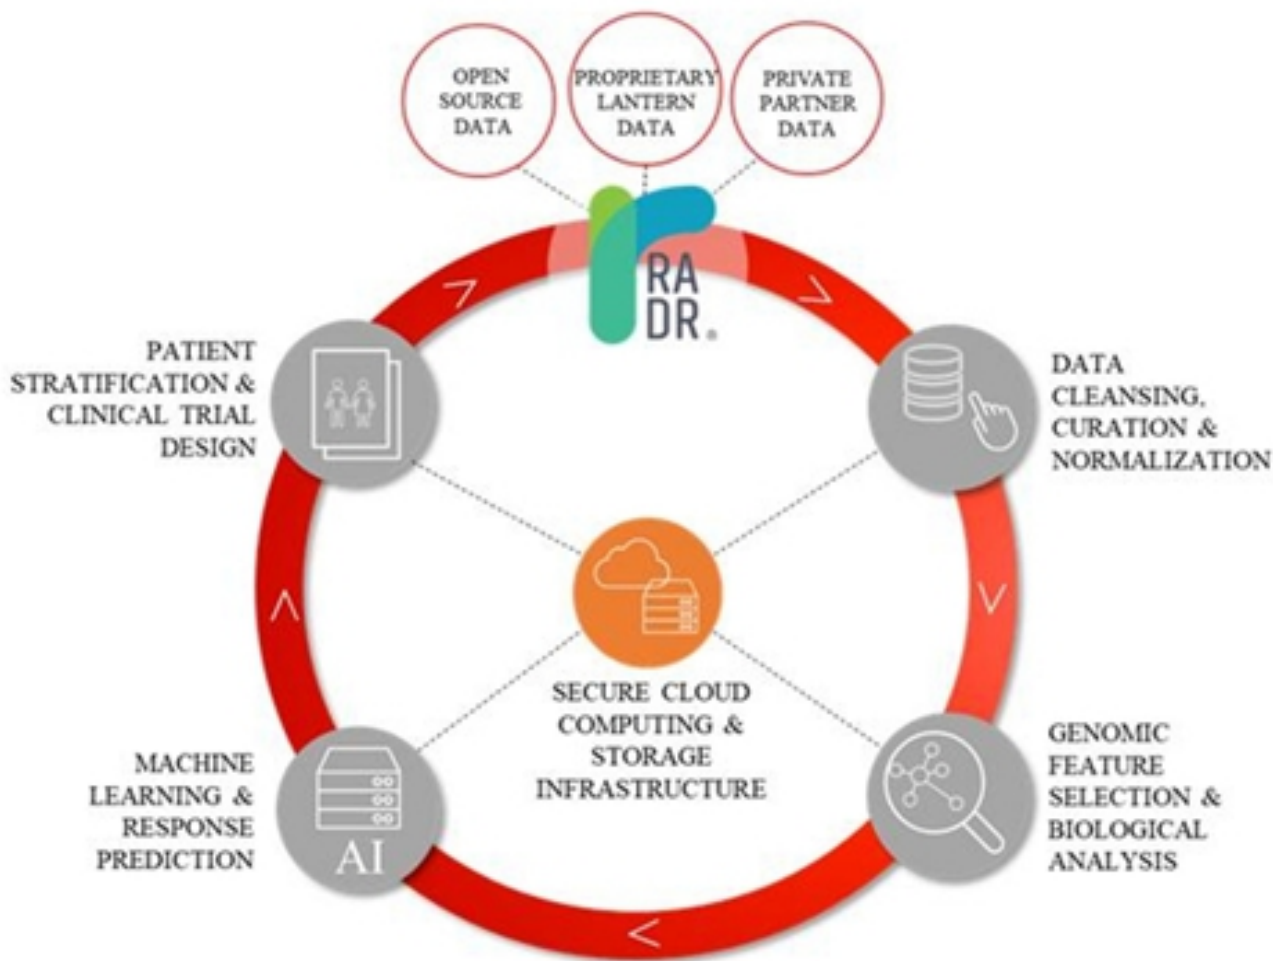 OPEN
SOURCE
DATA
PROPRIETARY
LANTERN
DATA
PRIVATE
PARTNER
DATA
RA
DR®
PATIENT
STRATIFICATION &
CLINICAL TRIAL
DESIGN
DATA
CLEANSING,
CURATION &
NORMALIZATION
SECURE CLOUD
COMPUTING &
STORAGE
INFRASTRUCTURE
MACHINE
LEARNING &
RESPONSE
PREDICTION
AI
GENOMIC
FEATURE
SELECTION &
BIOLOGICAL
ANALYSIS